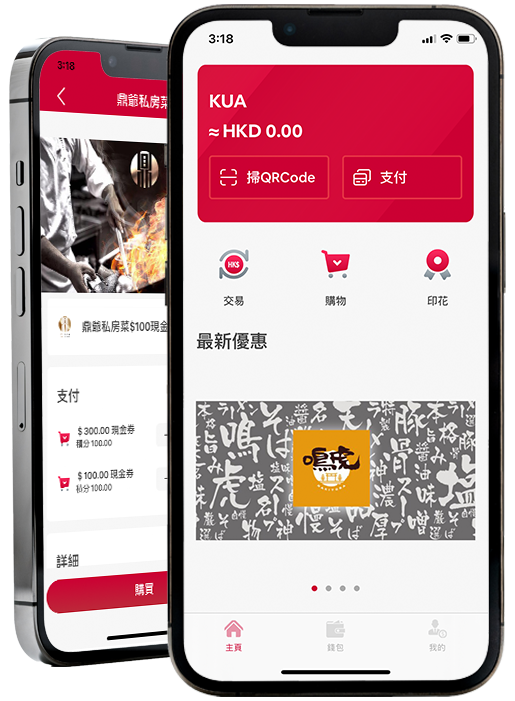 3:18
鼎爺私房菜
鼎爺私房菜$100現金
支付
$ 300.00 現金券
積分 100.00
$ 100.00 現金券
積分 100.00
詳細
購買
3:18
KUA
≈ HKD 0.00
掃QRCode
支付
HK$
交易
購物
印花
最新優惠
鳴虎
主頁
錢包
我的